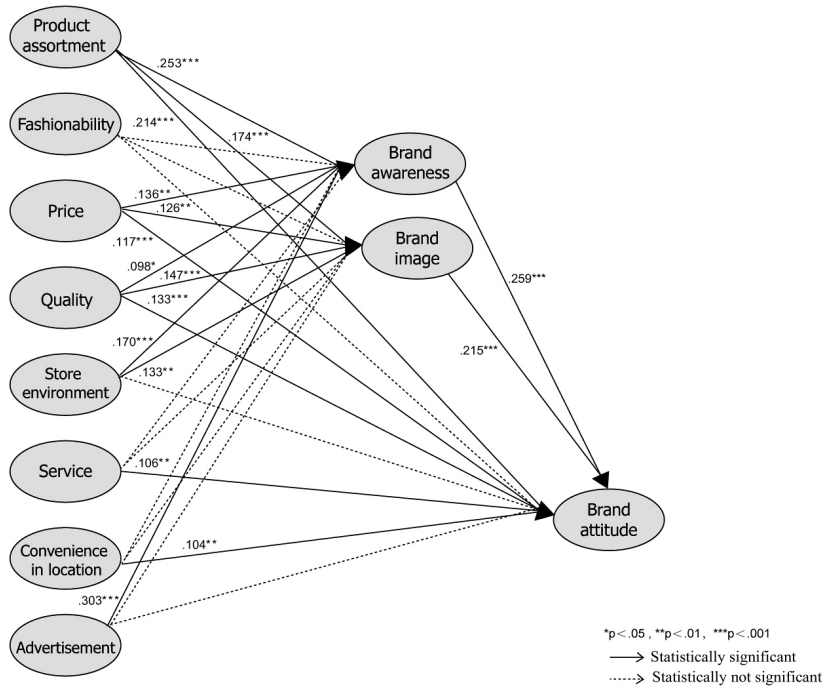 Product
assortment
.253***
Fashionability
.214***
.174***
Brand
awareness
Price
.136**
.126**
.117***
Brand
image
.098*
.147***
Quality
.133***
.259***
.170***
.215***
Store
environment
.133**
Service
.106**
Brand
attitude
Convenience
in location
.104**
.303***
Advertisement
*p<.05 , **p<.01 , ***p<.001
Statistically significant
Statistically not significant